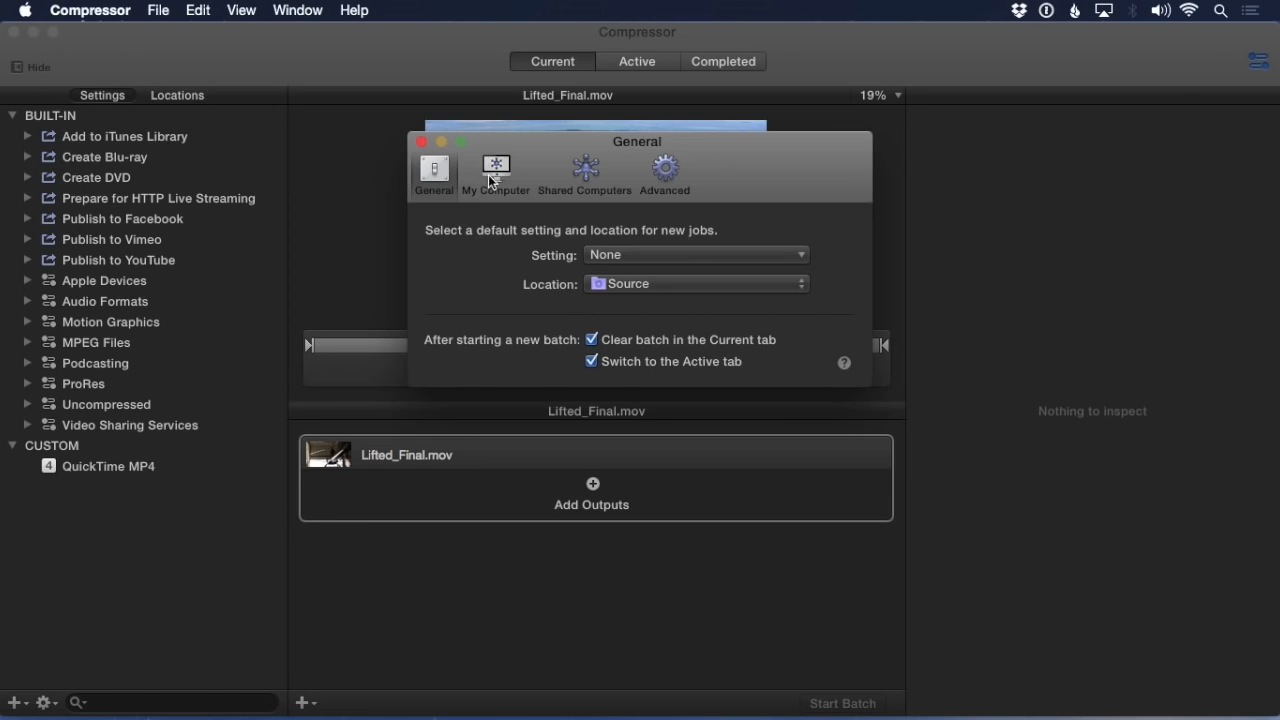 Compressor File Edit View Window Help
Compressor
Hide
Current Active Completed
Settings Locations
Lifted_Final.mov 19%
BUILT-IN
Add to iTunes Library
Create Blu-ray
Create DVD
Prepare for HTTP Live Streaming
Publish to Facebook
Publish to Vimeo
Publish to YouTube
Apple Devices
Audio Formats
Motion Graphics
MPEG Files
Podcasting
ProRes
Uncompressed
Video Sharing Services
CUSTOM
4 QuickTime MP4
General
General My Computer Shared Computers Advanced
Select a default setting and location for new jobs.
Setting: None
Location: Source
After starting a new batch: Clear batch in the Current tab
Switch to the Active tab
?
Lifted_Final.mov
Lifted_Final.mov
Add Outputs
Nothing to inspect
Start Batch